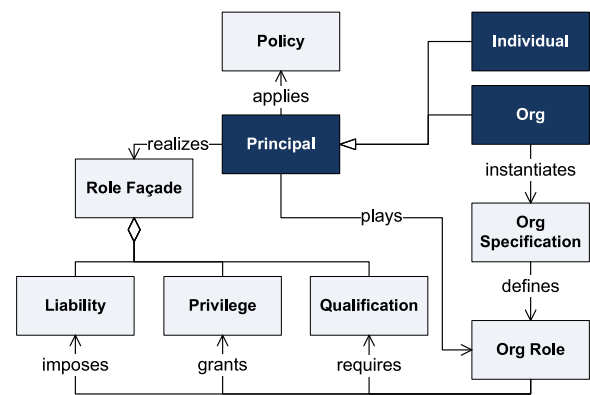 Policy
Individual
applies
Org
Principal
realizes
instantiates
Role Façade
plays
Org
Specification
defines
Liability
Privilege
Qualification
Org Role
imposes
grants
requires